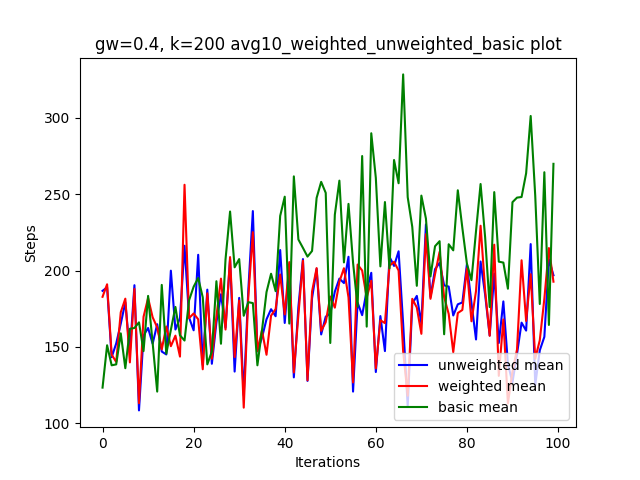 gw=0.4, k=200 avg10_weighted_unweighted_basic plot
Steps
300
250
200
150
100
0 20 40 60 80 100
Iterations
unweighted mean
weighted mean
basic mean